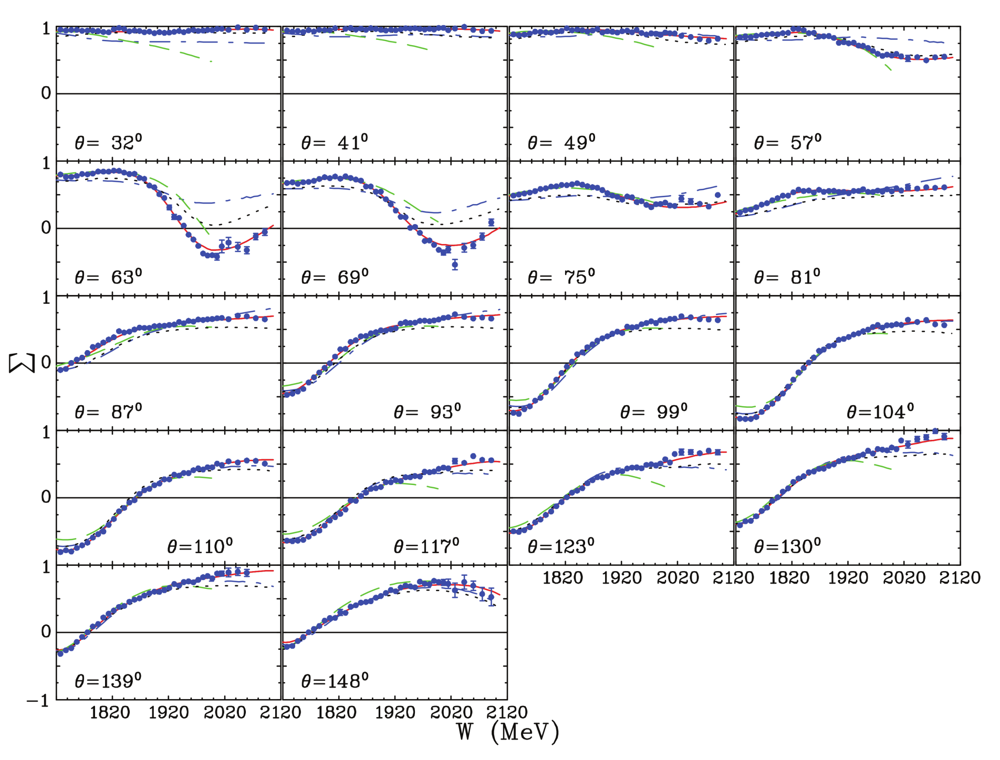 1
0
θ= 32⁰
θ= 41⁰
θ= 49⁰
θ= 57⁰
1
0
θ= 63⁰
θ= 69⁰
θ= 75⁰
θ= 81⁰
1
0
Σ
θ= 87⁰
θ= 93⁰
θ= 99⁰
θ=104⁰
1
0
θ=110⁰
θ=117⁰
θ=123⁰
θ=130⁰
1820 1920 2020 2120 1820 1920 2020 2120
1
0
θ=139⁰
θ=148⁰
−1
1820 1920 2020 2120 1820 1920 2020 2120
W (MeV)